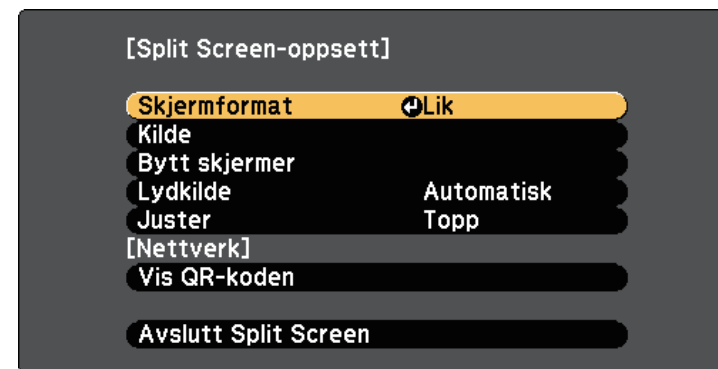 [Split Screen-oppsett]
Skjermformat Lik
Kilde
Bytt skjermer
Lydkilde Automatisk
Juster Topp
[Nettverk]
Vis QR-koden
Avslutt Split Screen